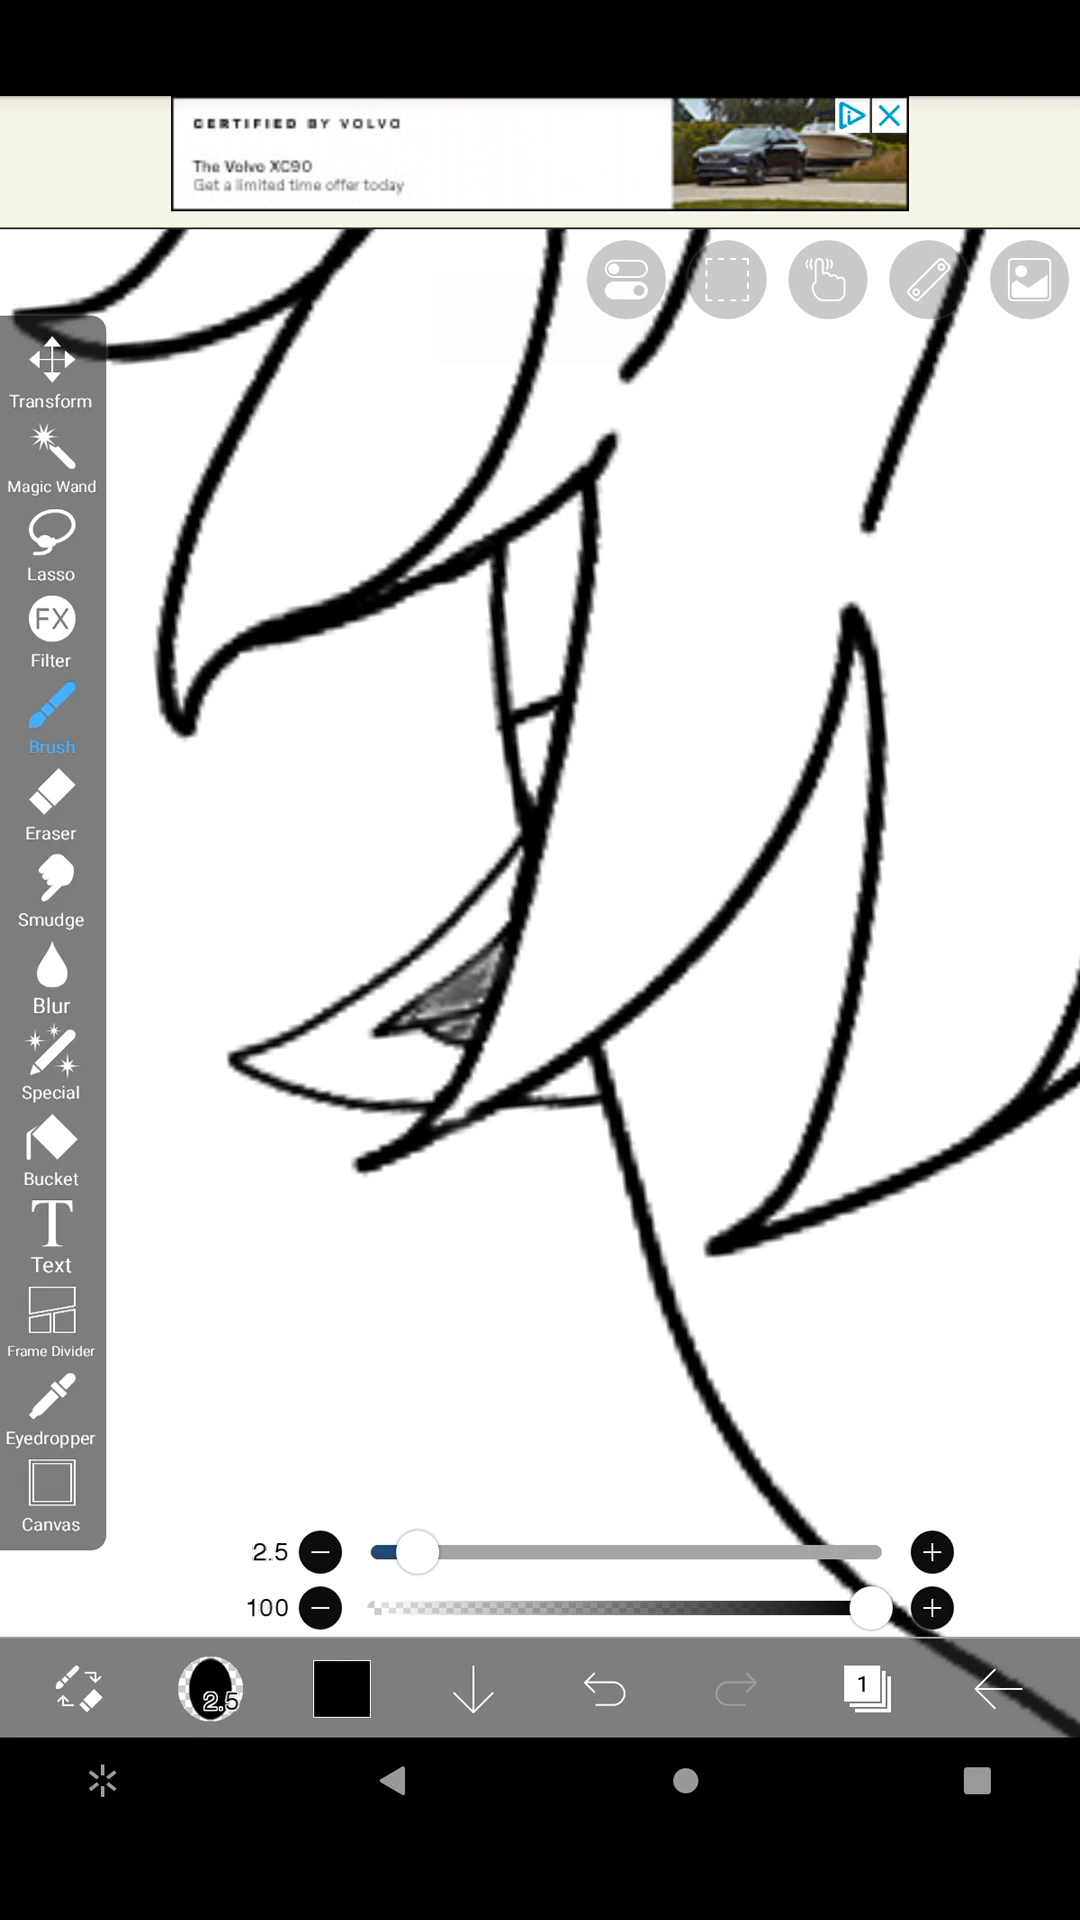 CERTIFIED BY VOLVO
The Volvo XC90
Get a limited time offer today
Transform
Magic Wand
Lasso
FX
Filter
Brush
Eraser
Smudge
Blur
Special
Bucket
T
Text
Frame Divider
Eyedropper
Canvas
2.5
100
2.5
1